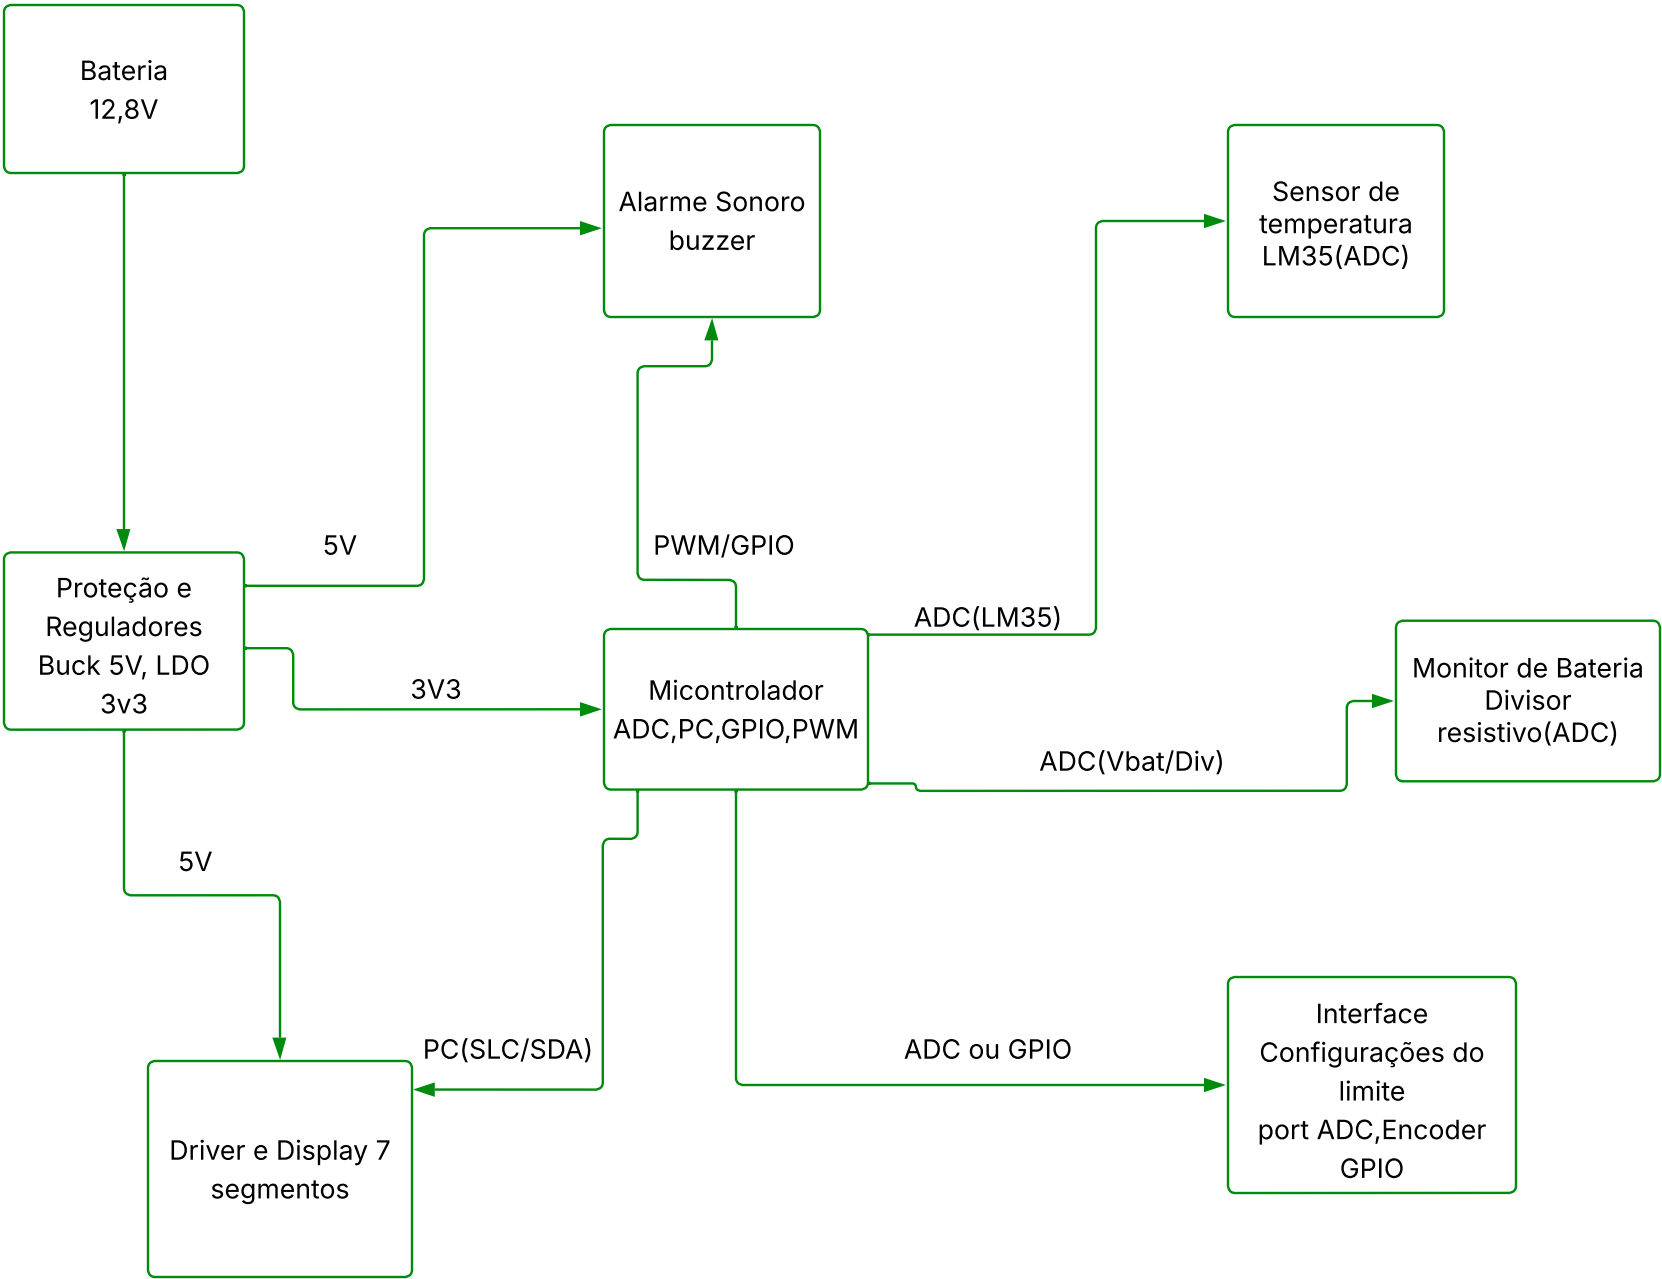 Bateria
12,8V
Alarme Sonoro
buzzer
Sensor de
temperatura
LM35(ADC)
5V
PWM/GPIO
Proteção e
Reguladores
Buck 5V, LDO
3v3
3V3
Micontrolador
ADC,PC,GPIO,PWM
ADC(LM35)
Monitor de Bateria
Divisor
resistivo(ADC)
ADC(Vbat/Div)
5V
PC(SLC/SDA)
ADC ou GPIO
Interface
Configurações do
limite
port ADC,Encoder
GPIO
Driver e Display 7
segmentos